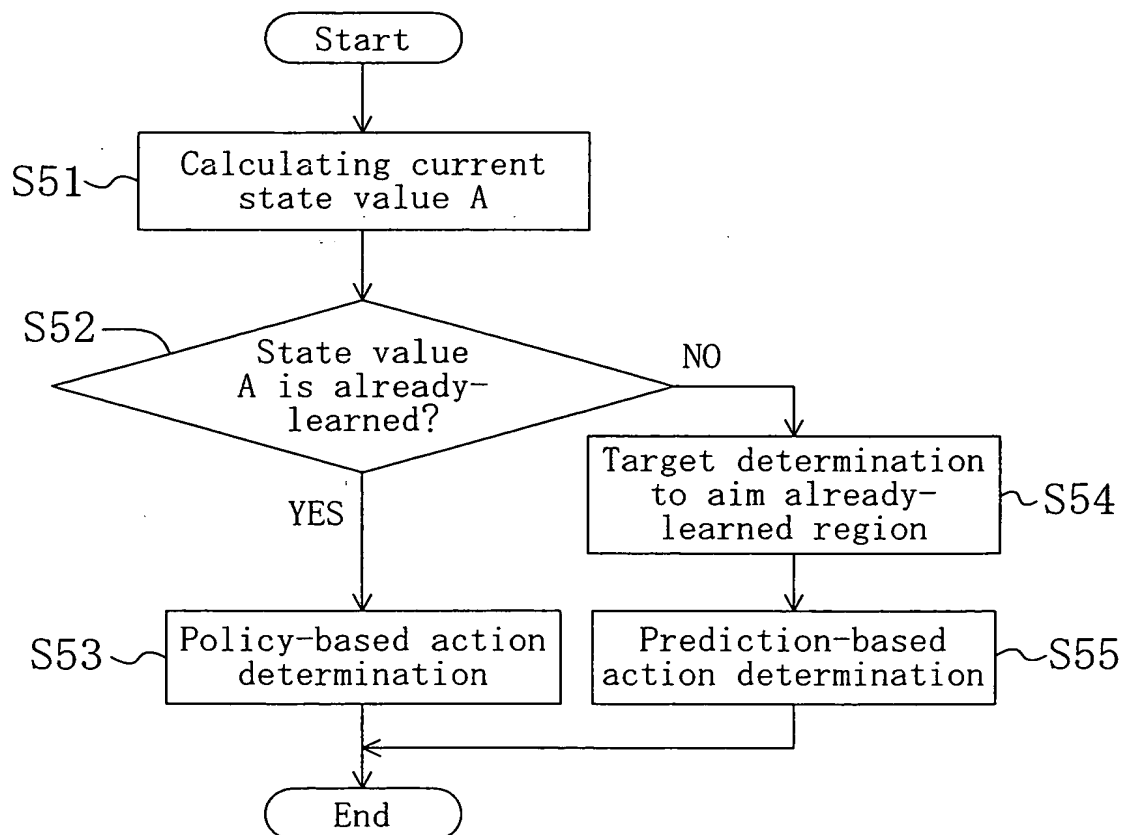 Start
S51
Calculating current
state value A
S52
State value
A is already-
learned?
NO
YES
Target determination
to aim already-
learned region
S54
S53
Policy-based action
determination
Prediction-based
action determination
S55
End